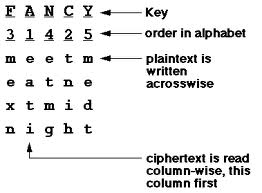 F A N C Y Key
3 1 4 2 5 order in alphabet
m e e t m plaintext is
e a t n e written
x t m i d acrosswise
n i g h t
ciphertext is read
column-wise, this
column first